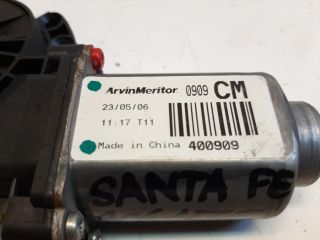 ArvinMeritor. 0909 CM
23/05/06
11:17 T11
Made in China 400909
SANTA FE